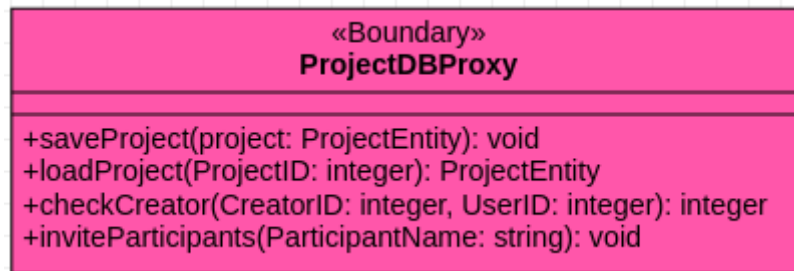 «Boundary»
ProjectDBProxy
+saveProject(project: ProjectEntity): void
+loadProject(ProjectID: integer): ProjectEntity
+checkCreator(CreatorID: integer, UserID: integer): integer
+inviteParticipants(ParticipantName: string): void